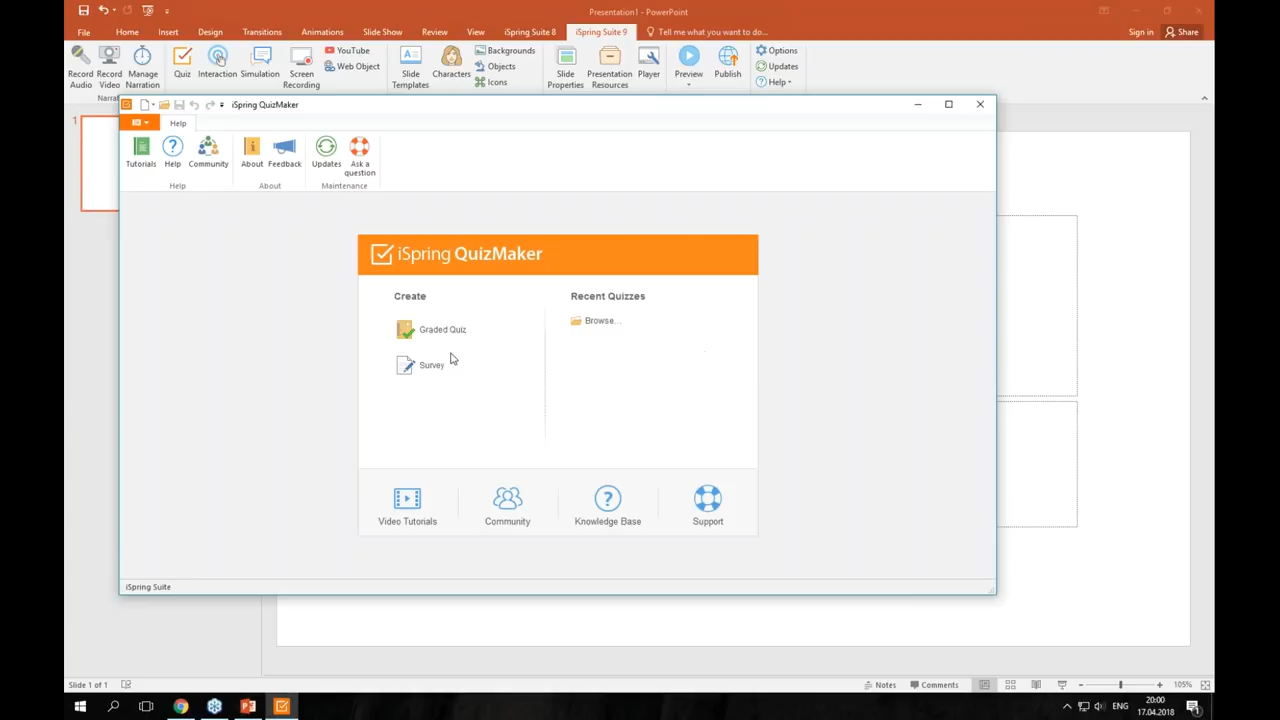 Presentation1 - PowerPoint
File Home Insert Design Transitions Animations Slide Show Review View iSpring Suite 8 iSpring Suite 9 Tell me what you want to do... Sign in Share
Record Audio
Record Video
Manage Narration
Quiz
Interaction
Simulation
Screen Recording
YouTube
Web Object
Slide Templates
Characters
Backgrounds
Objects
Icons
Slide Properties
Presentation Resources
Player
Preview
Publish
Options
Updates
Help
Narrat
1
iSpring QuizMaker
Help
Tutorials Help Community About Feedback Updates Ask a question
Help About Maintenance
iSpring QuizMaker
Create Recent Quizzes
Graded Quiz Browse...
Survey
Video Tutorials Community Knowledge Base Support
iSpring Suite
Slide 1 of 1 Notes Comments 105%
ENG 20:00
17.04.2018